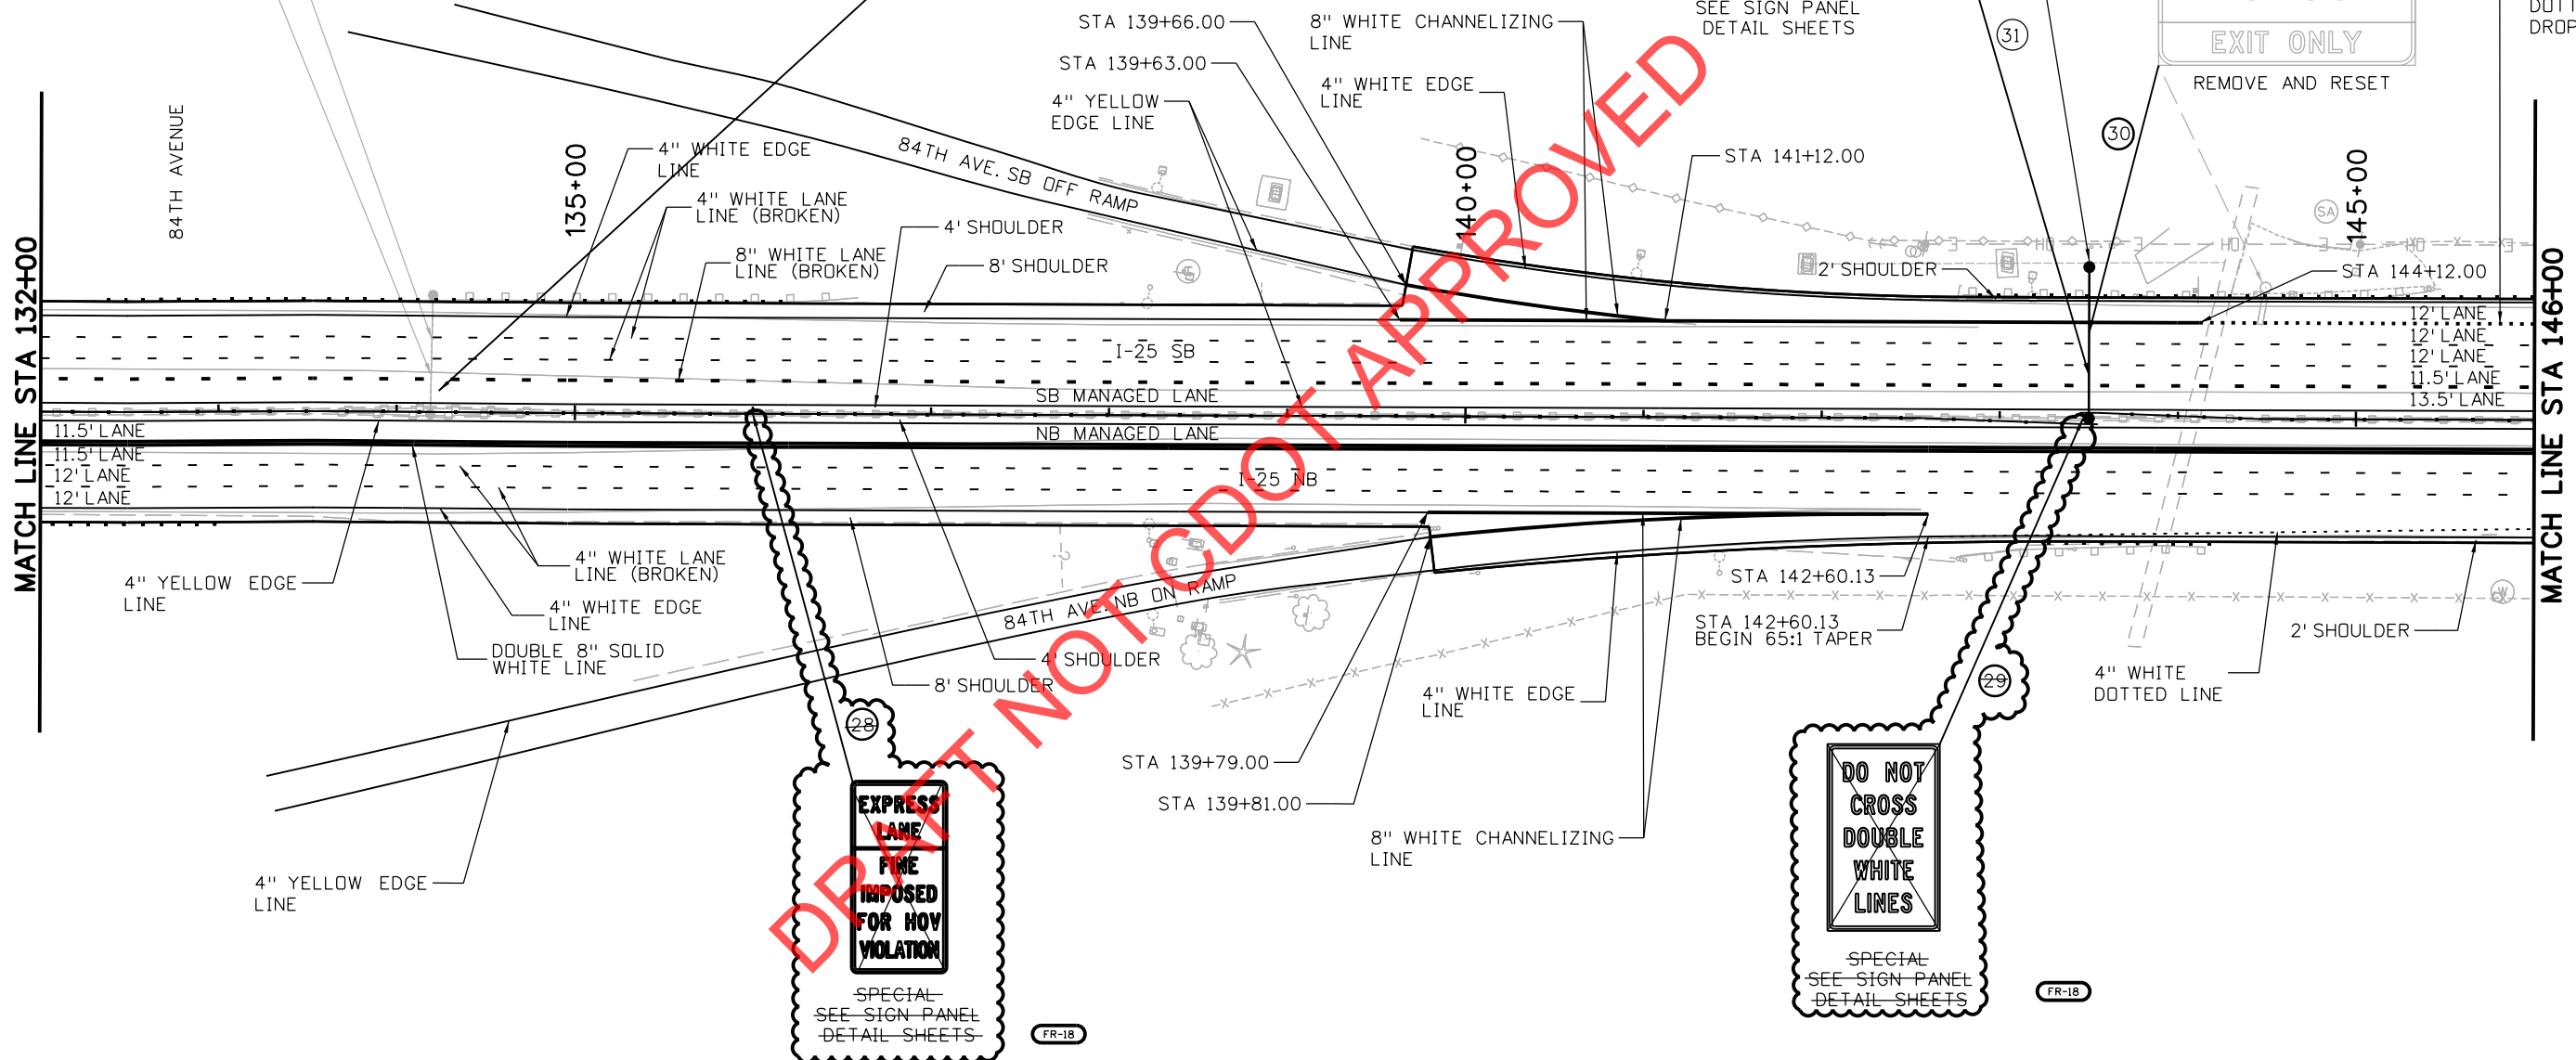 STA 139+66.00
8" WHITE CHANNELIZING
LINE
SEE SIGN PANEL
DETAIL SHEETS
31
EXIT ONLY
REMOVE AND RESET
DOTT
DROP
STA 139+63.00
4" WHITE EDGE
LINE
4" YELLOW
EDGE LINE
30
84TH AVENUE
135+00
140+00
145+00
4" WHITE EDGE
LINE
84TH AVE. SB OFF RAMP
STA 141+12.00
4" WHITE LANE
LINE (BROKEN)
4' SHOULDER
8" WHITE LANE
LINE (BROKEN)
8' SHOULDER
2' SHOULDER
SA
STA 144+12.00
MATCH LINE STA 132+00
MATCH LINE STA 146+00
12' LANE
12' LANE
12' LANE
11.5' LANE
13.5' LANE
I-25 SB
SB MANAGED LANE
NB MANAGED LANE
I-25 NB
11.5' LANE
11.5' LANE
12' LANE
12' LANE
4" YELLOW EDGE
LINE
4" WHITE LANE
LINE (BROKEN)
4" WHITE EDGE
LINE
DOUBLE 8" SOLID
WHITE LINE
84TH AVE. NB ON RAMP
4' SHOULDER
8' SHOULDER
STA 142+60.13
STA 142+60.13
BEGIN 65:1 TAPER
2' SHOULDER
4" WHITE
DOTTED LINE
4" WHITE EDGE
LINE
28
29
STA 139+79.00
STA 139+81.00
8" WHITE CHANNELIZING
LINE
4" YELLOW EDGE
LINE
EXPRESS
LANE
FINE
IMPOSED
FOR HOV
VIOLATION
SPECIAL
SEE SIGN PANEL
DETAIL SHEETS
FR-18
DO NOT
CROSS
DOUBLE
WHITE
LINES
SPECIAL
SEE SIGN PANEL
DETAIL SHEETS
FR-18
DRAFT NOT CDOT APPROVED